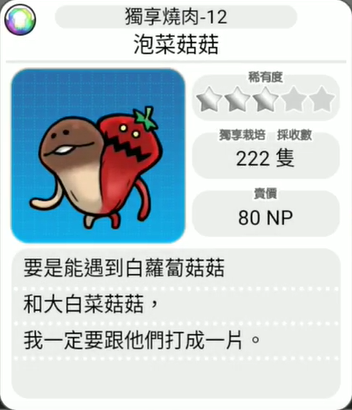 獨享燒肉-12
泡菜菇菇
稀有度
獨享栽培 採收數
222 隻
賣價
80 NP
要是能遇到白蘿蔔菇菇
和大白菜菇菇，
我一定要跟他們打成一片。